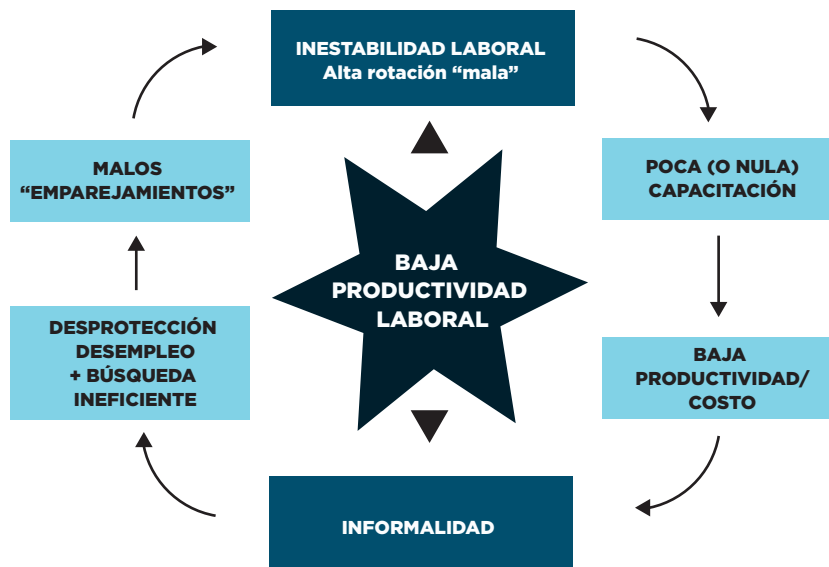 INESTABILIDAD LABORAL
Alta rotación “mala”
MALOS
“EMPAREJAMIENTOS”
POCA (O NULA)
CAPACITACIÓN
BAJA
PRODUCTIVIDAD
LABORAL
DESPROTECCIÓN
DESEMPLEO
+ BÚSQUEDA
INEFICIENTE
BAJA
PRODUCTIVIDAD/
COSTO
INFORMALIDAD